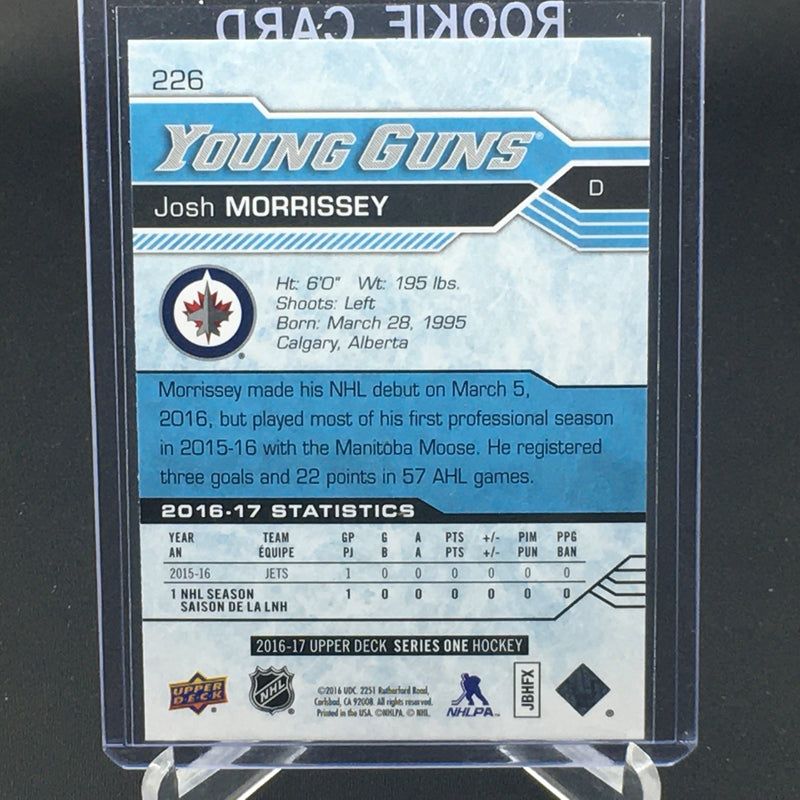 ROOKIE CARD
226
YOUNG GUNS®
D
Josh MORRISSEY
Ht: 6'0" Wt: 195 lbs.
Shoots: Left
Born: March 28, 1995
Calgary, Alberta
®
Morrissey made his NHL debut on March 5,
2016, but played most of his first professional season
in 2015-16 with the Manitoba Moose. He registered
three goals and 22 points in 57 AHL games.
2016-17 STATISTICS
YEAR TEAM GP G A PTS +/- PIM PPG
AN ÉQUIPE PJ B A PTS +/- PUN BAN
2015-16 JETS 1 0 0 0 0 0 0
1 NHL SEASON 1 0 0 0 0 0 0
SAISON DE LA LNH
2016-17 UPPER DECK SERIES ONE HOCKEY
UPPER DECK
NHL
©2016 UDC. 2251 Rutherford Road,
Carlsbad, CA 92008. All rights reserved.
Printed in the USA. ©NHLPA. © NHL.
NHLPA
JBHFX
®